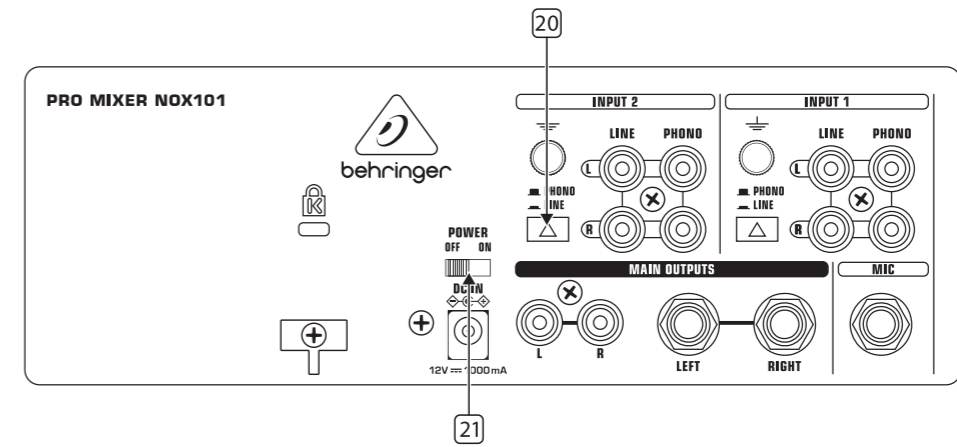 20
PRO MIXER NOX101
behringer
K
POWER
OFF ON
DC IN
12V 1000mA
21
INPUT 2
LINE PHONO
L
PHONO
LINE
R
INPUT 1
LINE PHONO
L
PHONO
LINE
R
MAIN OUTPUTS
L R
LEFT RIGHT
MIC